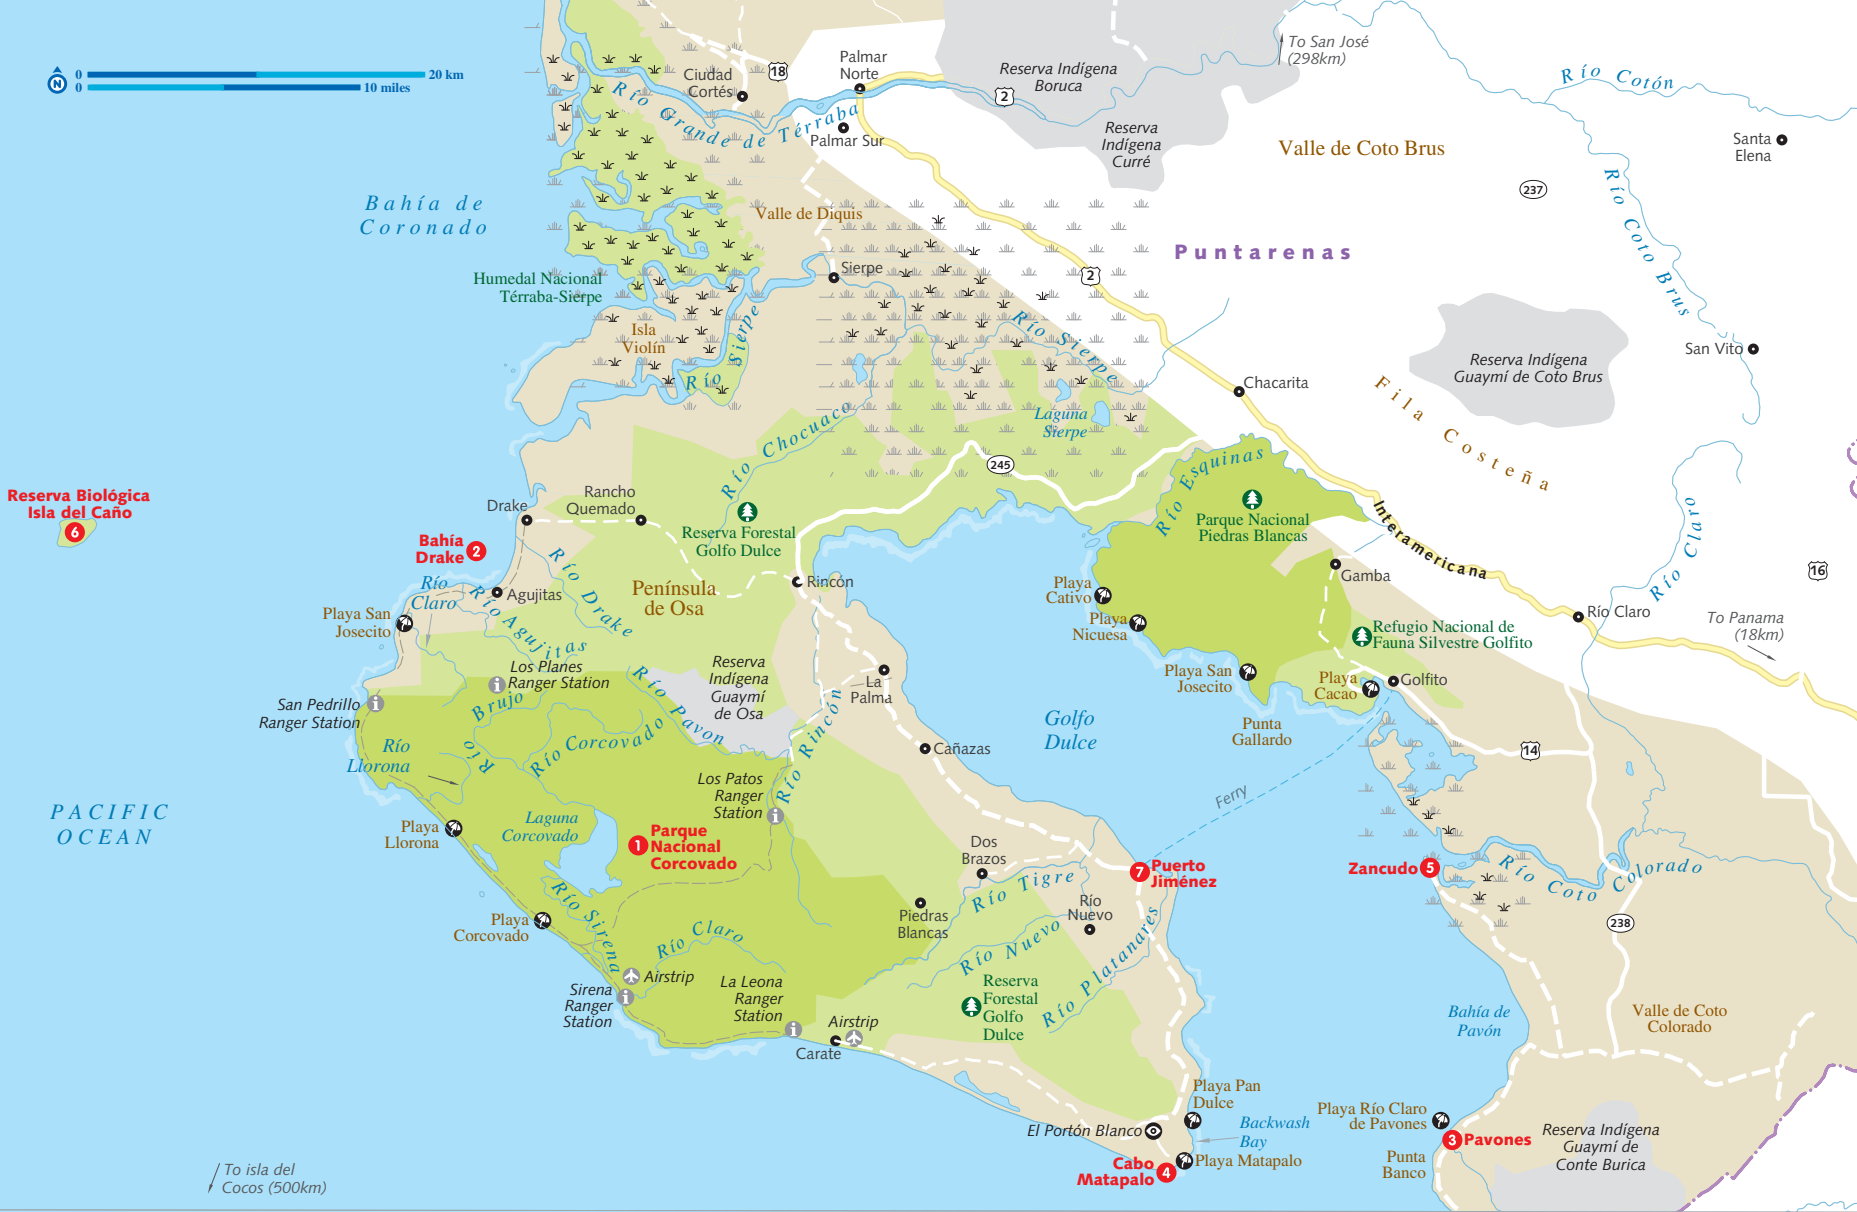 0
20 km
N
0
10 miles
Ciudad
Cortés
18
Palmar
Norte
Palmar Sur
Río Grande de Térraba
2
Reserva Indígena
Boruca
To San José
(298km)
Reserva
Indígena
Curré
Valle de Coto Brus
Río Cotón
Santa
Elena
237
Río Coto Brus
Bahía de
Coronado
Valle de Diquis
Puntarenas
Sierpe
2
Humedal Nacional
Térraba-Sierpe
Isla
Violín
Río Sierpe
Río Sierpe
San Vito
Reserva Indígena
Guaymí de Coto Brus
Chacarita
Fila Costeña
Laguna
Sierpe
Río Chocuaco
245
Río Esquinas
Reserva Biológica
Isla del Caño
6
Drake
Rancho
Quemado
Reserva Forestal
Golfo Dulce
Parque Nacional
Piedras Blancas
Interamericana
Río Claro
16
Bahía
Drake
2
Río
Claro
Río Drake
Península
de Osa
Rincón
Playa
Cativo
Gamba
Agujitas
Río Agujitas
Playa San
Josecito
Playa
Nicuesa
Refugio Nacional de
Fauna Silvestre Golfito
Río Claro
To Panama
(18km)
Los Planes
Ranger Station
Reserva
Indígena
Guaymí
de Osa
La
Palma
Playa San
Josecito
Playa
Cacao
Golfito
San Pedrillo
Ranger Station
Río Brujo
Río Pavon
Río Rincón
Río Corcovado
Golfo
Dulce
Punta
Gallardo
Río
Llorona
Cañazas
14
Los Patos
Ranger
Station
Ferry
PACIFIC
OCEAN
Laguna
Corcovado
Playa
Llorona
1
Parque
Nacional
Corcovado
Dos
Brazos
7
Puerto
Jiménez
Zancudo
5
Río Coto Colorado
Río Tigre
Río Sirena
Piedras
Blancas
Río
Nuevo
Playa
Corcovado
Río Claro
Río Nuevo
Río Platanares
238
Airstrip
La Leona
Ranger
Station
Reserva
Forestal
Golfo
Dulce
Sirena
Ranger
Station
Airstrip
Carate
Bahía de
Pavón
Valle de Coto
Colorado
Playa Pan
Dulce
El Portón Blanco
Backwash
Bay
Playa Río Claro
de Pavones
3
Pavones
Reserva Indígena
Guaymí de
Conte Burica
Playa Matapalo
Cabo
Matapalo
4
Punta
Banco
To isla del
Cocos (500km)